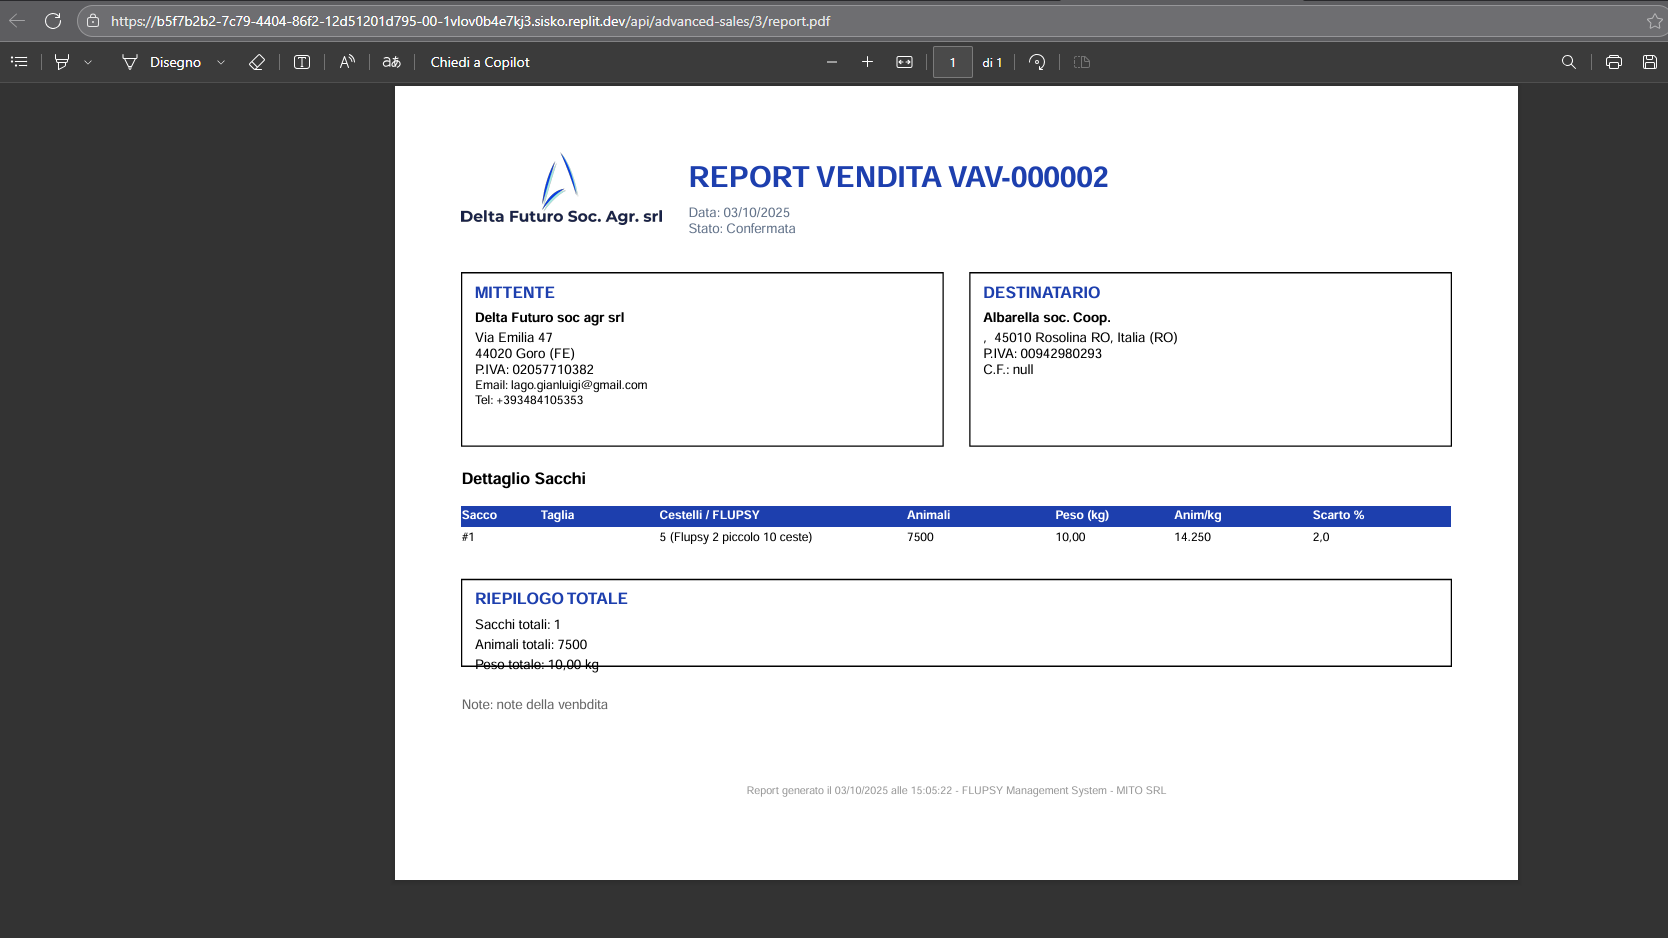 https://b5f7b2b2-7c79-4404-86f2-12d51201d795-00-1vlov0b4e7kj3.sisko.replit.dev/api/advanced-sales/3/report.pdf
Disegno
T
A
aあ
Chiedi a Copilot
1 di 1
Delta Futuro Soc. Agr. srl
REPORT VENDITA VAV-000002
Data: 03/10/2025
Stato: Confermata
MITTENTE
Delta Futuro soc agr srl
Via Emilia 47
44020 Goro (FE)
P.IVA: 02057710382
Email: lago.gianluigi@gmail.com
Tel: +393484105353
DESTINATARIO
Albarella soc. Coop.
, 45010 Rosolina RO, Italia (RO)
P.IVA: 00942980293
C.F.: null
Dettaglio Sacchi
Sacco Taglia Cestelli / FLUPSY Animali Peso (kg) Anim/kg Scarto %
#1 5 (Flupsy 2 piccolo 10 ceste) 7500 10,00 14.250 2,0
RIEPILOGO TOTALE
Sacchi totali: 1
Animali totali: 7500
Peso totale: 10,00 kg
Note: note della venbdita
Report generato il 03/10/2025 alle 15:05:22 - FLUPSY Management System - MITO SRL